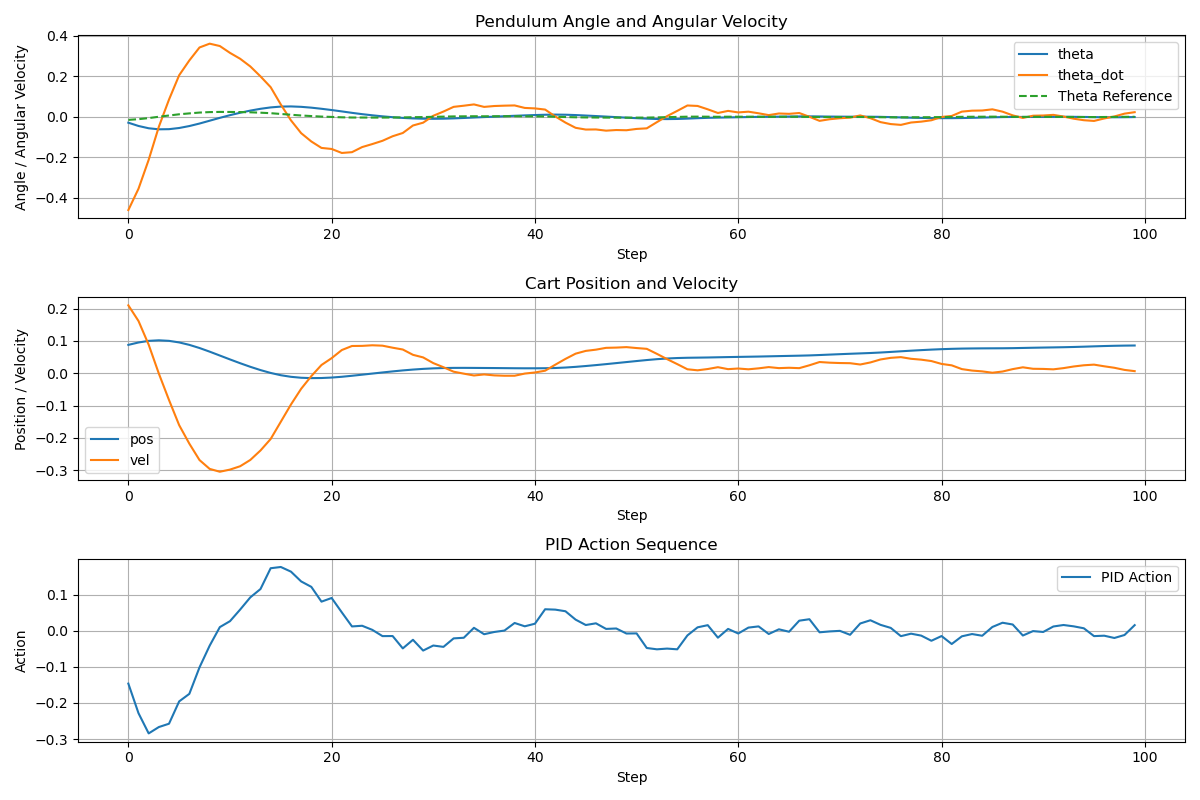 Pendulum Angle and Angular Velocity
Angle / Angular Velocity
0.4
0.2
0.0
−0.2
−0.4
theta
theta_dot
Theta Reference
0 20 40 60 80 100
Step
Cart Position and Velocity
Position / Velocity
0.2
0.1
0.0
−0.1
−0.2
−0.3
pos
vel
0 20 40 60 80 100
Step
PID Action Sequence
Action
0.1
0.0
−0.1
−0.2
−0.3
PID Action
0 20 40 60 80 100
Step